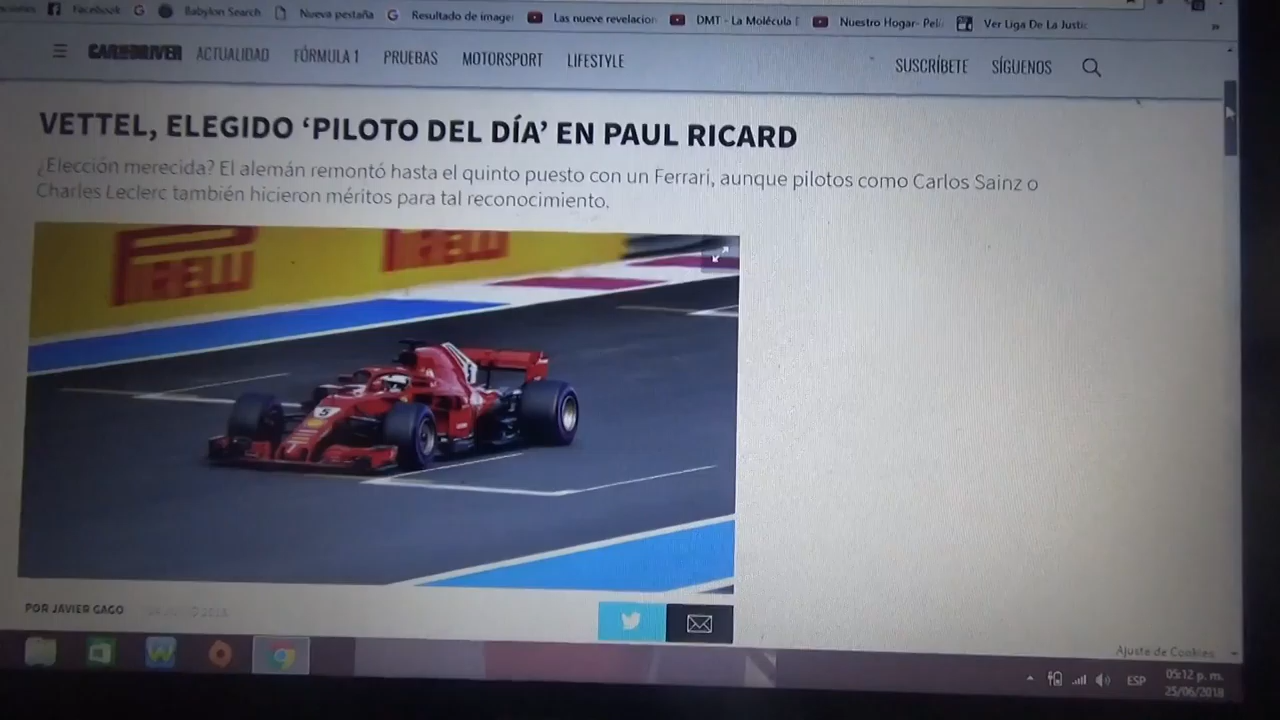 Facebook
Babylon Search
Nueva pestaña
Resultado de imager
Las nueve revelacion
DMT - La Molécula
Nuestro Hogar- Peli
Ver Liga De La Justic
CAR AND DRIVER ACTUALIDAD FÓRMULA 1 PRUEBAS MOTORSPORT LIFESTYLE SUSCRÍBETE SÍGUENOS
VETTEL, ELEGIDO ‘PILOTO DEL DÍA’ EN PAUL RICARD
¿Elección merecida? El alemán remontó hasta el quinto puesto con un Ferrari, aunque pilotos como Carlos Sainz o
Charles Leclerc también hicieron méritos para tal reconocimiento.
PIRELLI PIRELLI
5
5
POR JAVIER GAGO
Ajuste de Cookies
ESP
05:12 p. m.
25/06/2018